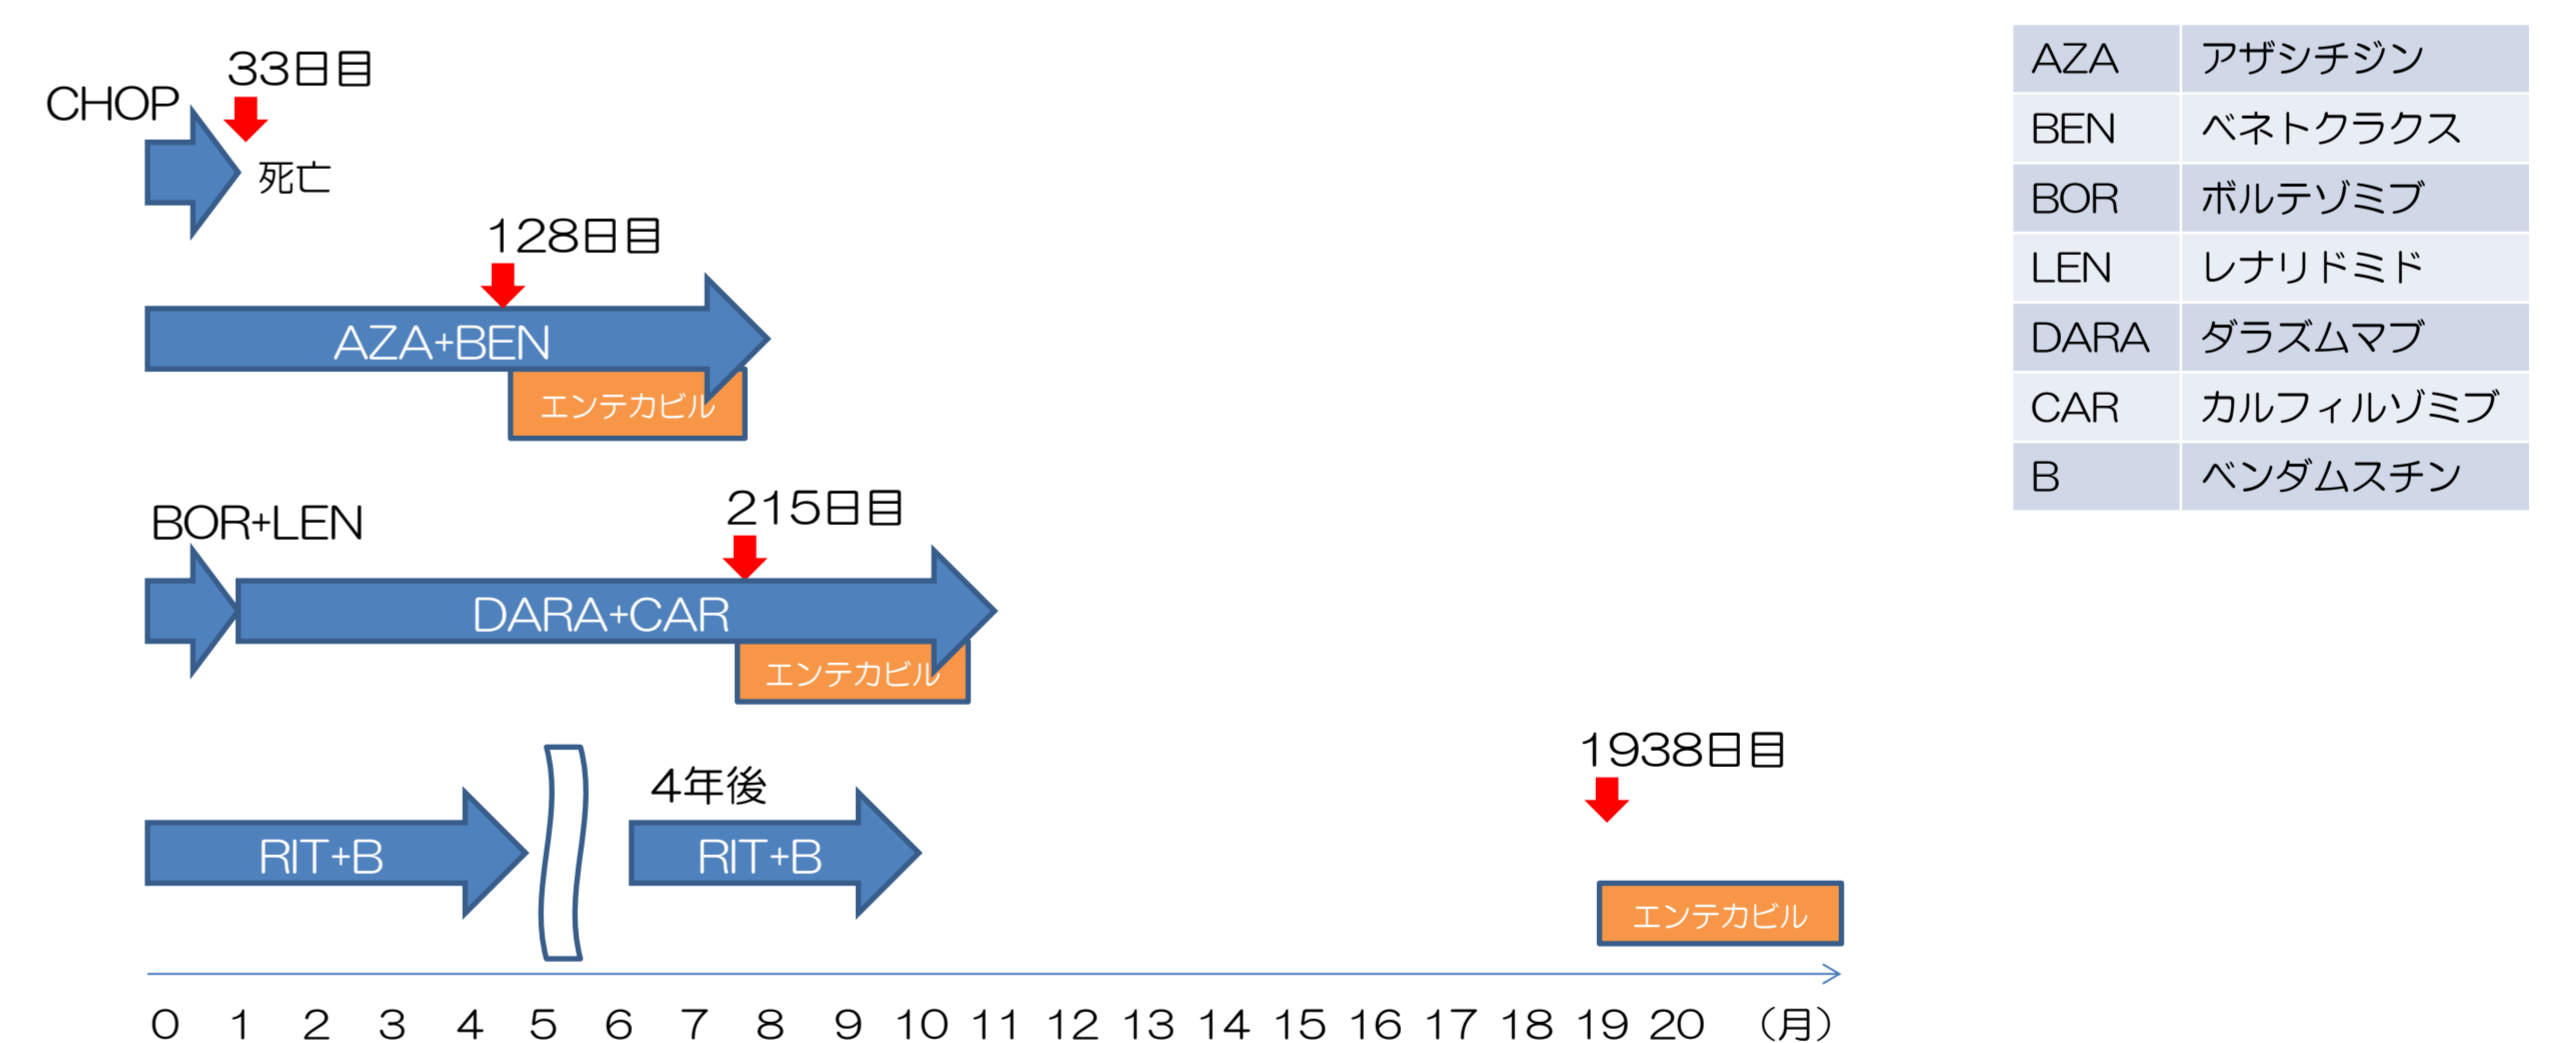 33日目
CHOP
死亡
128日目
AZA+BEN
エンテカビル
BOR+LEN
215日目
DARA+CAR
エンテカビル
1938日目
4年後
RIT+B
RIT+B
エンテカビル
0 1 2 3 4 5 6 7 8 9 10 11 12 13 14 15 16 17 18 19 20 （月）
AZA アザシチジン
BEN ベネトクラクス
BOR ボルテゾミブ
LEN レナリドミド
DARA ダラズムマブ
CAR カルフィルゾミブ
B ベンダムスチン